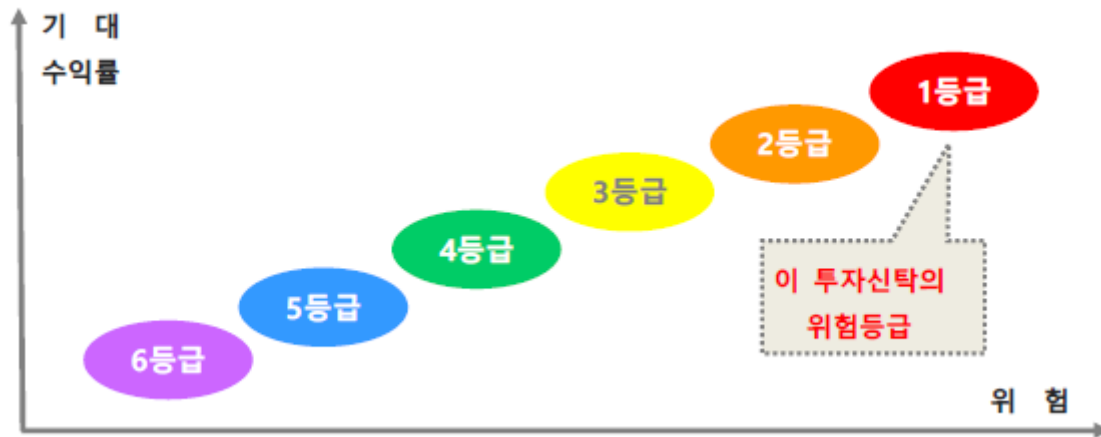 기 대
수익률
1등급
2등급
3등급
4등급
5등급
6등급
이 투자신탁의
위험등급
위 험